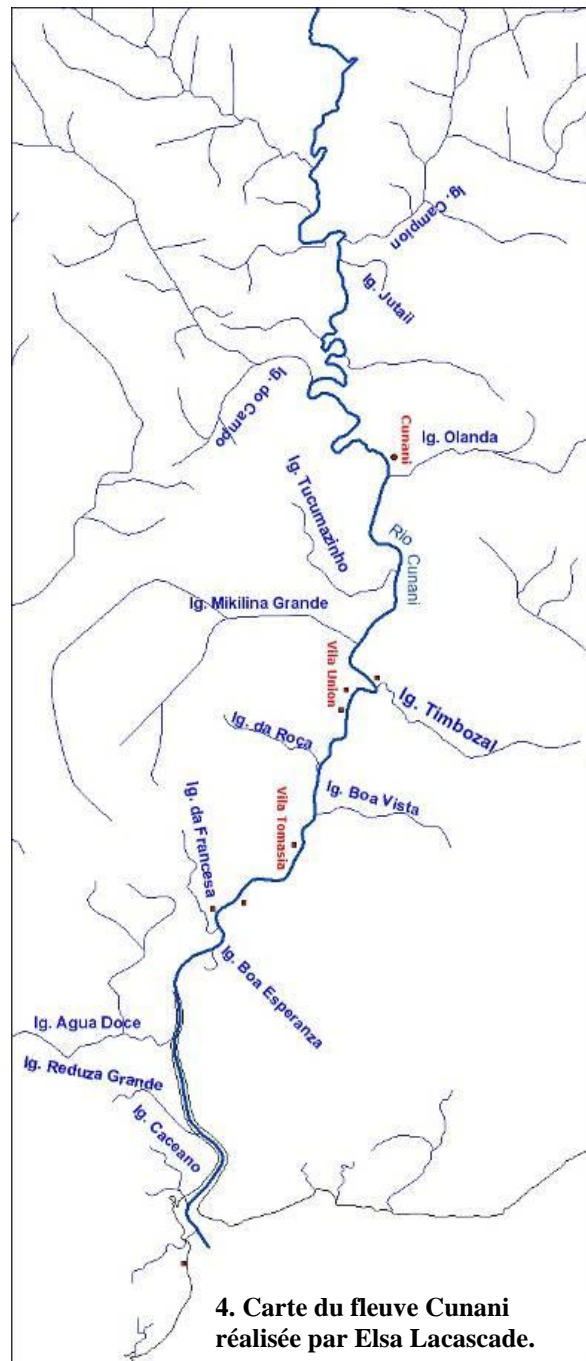 Ig. Campion
Ig. Jutaii
Ig. do Campo
Cunani
Ig. Olanda
Ig. Tucumazinho
Rio Cunani
Ig. Mikilina Grande
Vila Union
Ig. Timbozal
Ig. da Roça
Ig. Boa Vista
Vila Tomasia
Ig. da Francesa
Ig. Boa Esperanza
Ig. Agua Doce
Ig. Reduza Grande
Ig. Caceano
4. Carte du fleuve Cunani
réalisée par Elsa Lacascade.